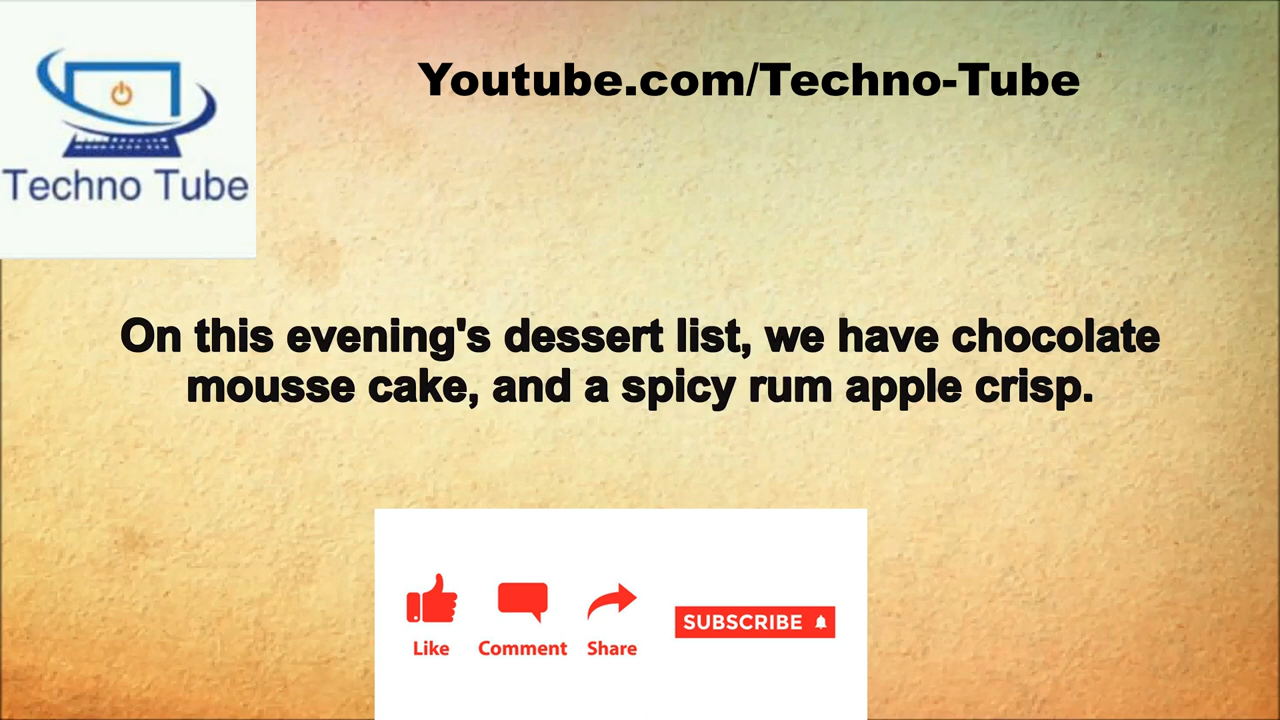 Youtube.com/Techno-Tube
Techno Tube
On this evening's dessert list, we have chocolate
mousse cake, and a spicy rum apple crisp.
Like Comment Share
SUBSCRIBE